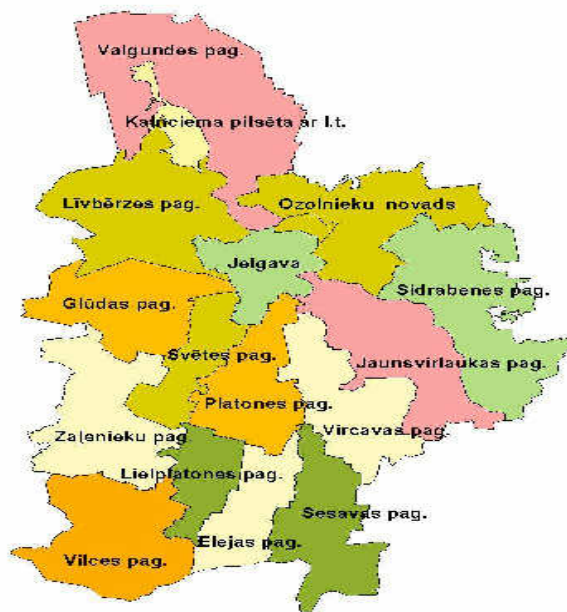 Valgundes pag.
Kalnciema pilsēta ar l.t.
Līvbērzes pag.
Ozolnieku novads
Jelgava
Sidrabenes pag.
Glūdas pag.
Svētes pag.
Jaunsvirlaukas pag.
Platones pag.
Vircavas pag.
Zaļenieku pag.
Lielplatones pag.
Sesavas pag.
Elejas pag.
Vilces pag.